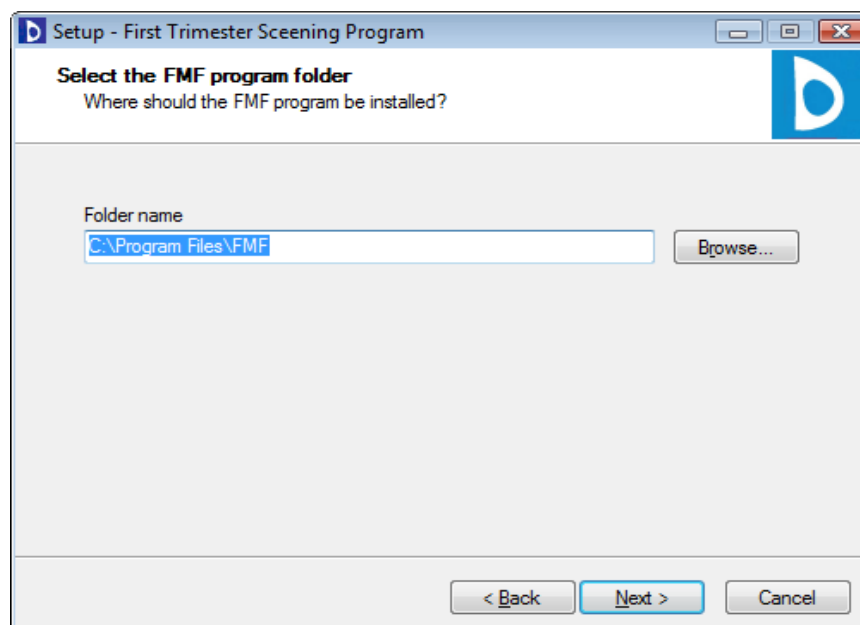 Setup - First Trimester Sceening Program
Select the FMF program folder
Where should the FMF program be installed?
Folder name
C:\Program Files\FMF
Browse...
< Back
Next >
Cancel